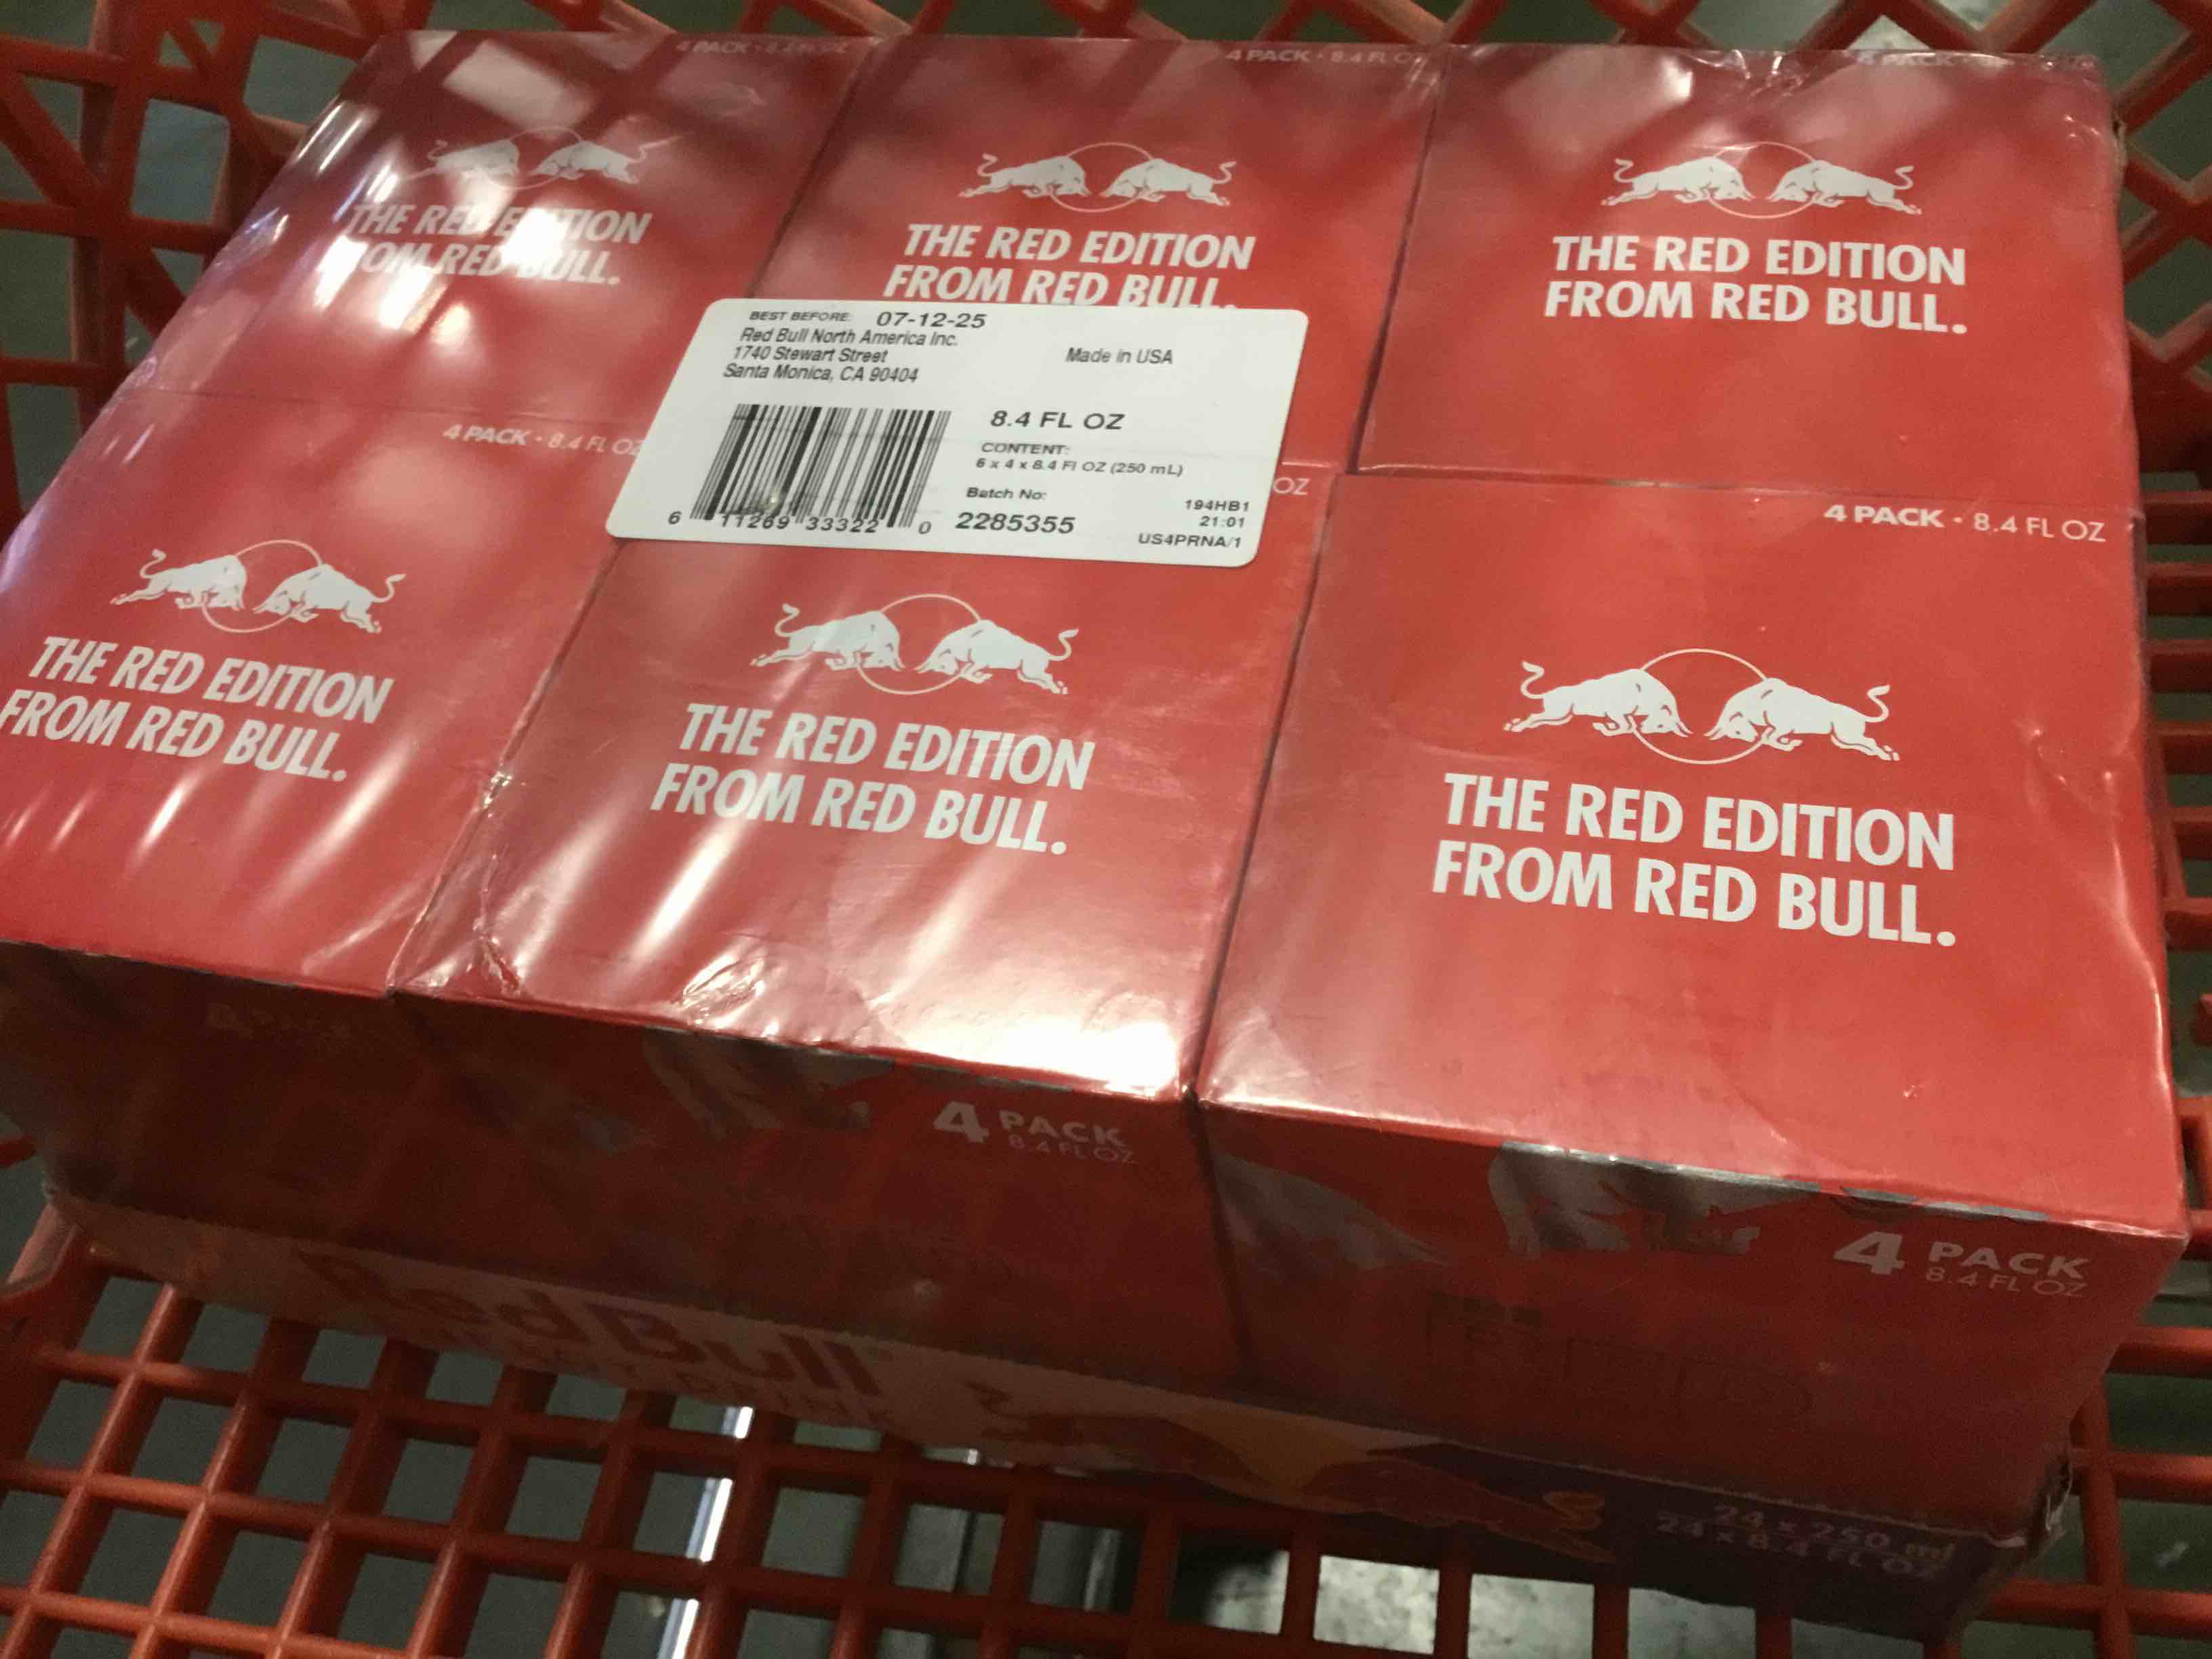 4 PACK · 8.4 FL OZ
4 PACK · 8.4 FL O
4 PACK
THE RED EDITION
FROM RED BULL.
THE RED EDITION
FROM RED BULL.
THE RED EDITION
FROM RED BULL.
BEST BEFORE: 07-12-25
Red Bull North America Inc.
1740 Stewart Street
Santa Monica, CA 90404
Made in USA
8.4 FL OZ
CONTENT:
6 x 4 x 8.4 Fl OZ (250 mL)
Batch No:
2285355
194HB1
21:01
US4PRNA/1
6 11269 33322 0
4 PACK · 8.4 FL OZ
OZ
4 PACK · 8.4 FL OZ
THE RED EDITION
FROM RED BULL.
THE RED EDITION
FROM RED BULL.
THE RED EDITION
FROM RED BULL.
4 PACK
8.4 FL OZ
4 PACK
8.4 FL OZ
Red Bull
ENERGY DRINK
24 x 250 ml
24 x 8.4 FL OZ